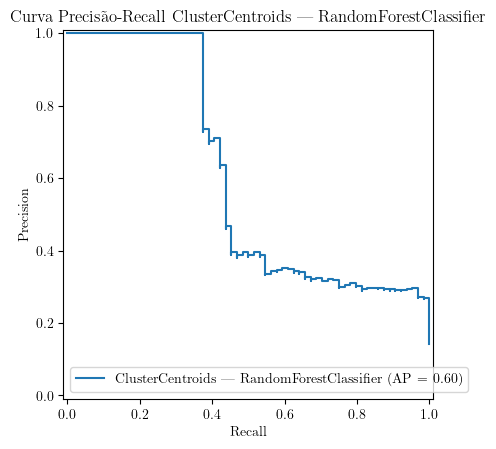 Curva Precisão-Recall ClusterCentroids — RandomForestClassifier
1.0
0.8
0.6
0.4
0.2
0.0
Precision
ClusterCentroids — RandomForestClassifier (AP = 0.60)
0.0 0.2 0.4 0.6 0.8 1.0
Recall